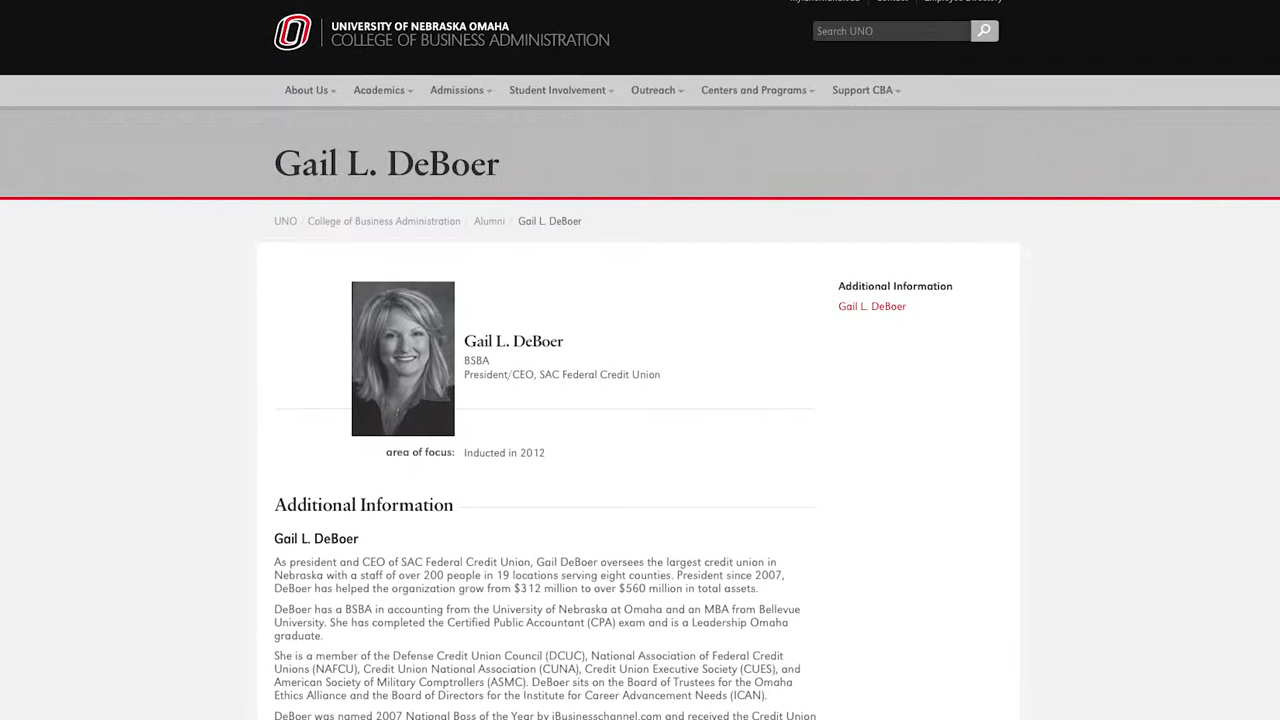 Contact
Employee Directory
UNIVERSITY OF NEBRASKA OMAHA
COLLEGE OF BUSINESS ADMINISTRATION
Search UNO
About Us Academics Admissions Student Involvement Outreach Centers and Programs Support CBA
Gail L. DeBoer
UNO / College of Business Administration / Alumni / Gail L. DeBoer
Gail L. DeBoer
BSBA
President/CEO, SAC Federal Credit Union
area of focus: Inducted in 2012
Additional Information
Gail L. DeBoer
Additional Information
Gail L. DeBoer
As president and CEO of SAC Federal Credit Union, Gail DeBoer oversees the largest credit union in
Nebraska with a staff of over 200 people in 19 locations serving eight counties. President since 2007,
DeBoer has helped the organization grow from $312 million to over $560 million in total assets.
DeBoer has a BSBA in accounting from the University of Nebraska at Omaha and an MBA from Bellevue
University. She has completed the Certified Public Accountant (CPA) exam and is a Leadership Omaha
graduate.
She is a member of the Defense Credit Union Council (DCUC), National Association of Federal Credit
Unions (NAFCU), Credit Union National Association (CUNA), Credit Union Executive Society (CUES), and
American Society of Military Comptrollers (ASMC). DeBoer sits on the Board of Trustees for the Omaha
Ethics Alliance and the Board of Directors for the Institute for Career Advancement Needs (ICAN).
DeBoer was named 2007 National Boss of the Year by iBusinesschannel.com and received the Credit Union